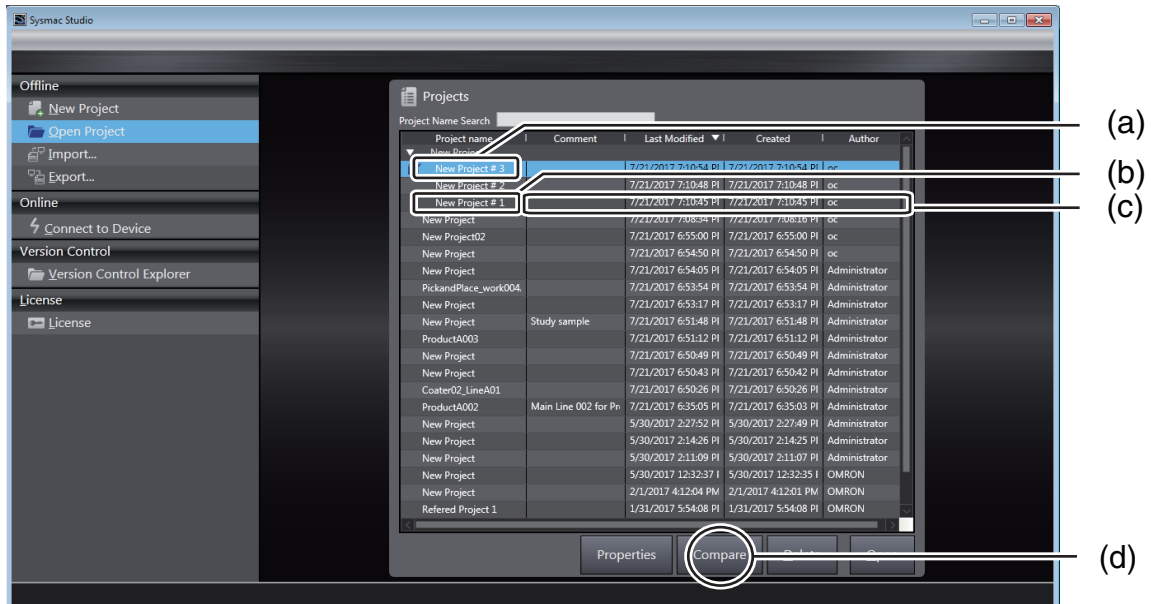 Sysmac Studio
Offline
New Project
Open Project
Import...
Export...
Online
Connect to Device
Version Control
Version Control Explorer
License
License
Projects
Project Name Search
Project name Comment Last Modified ▼ Created Author
New Project
New Project # 3 7/21/2017 7:10:54 PI 7/21/2017 7:10:54 PI oc
New Project # 2 7/21/2017 7:10:48 PI 7/21/2017 7:10:48 PI oc
New Project # 1 7/21/2017 7:10:45 PI 7/21/2017 7:10:45 PI oc
New Project 7/21/2017 7:08:34 PI 7/21/2017 7:08:16 PI oc
New Project02 7/21/2017 6:55:00 PI 7/21/2017 6:55:00 PI oc
New Project 7/21/2017 6:54:50 PI 7/21/2017 6:54:50 PI oc
New Project 7/21/2017 6:54:05 PI 7/21/2017 6:54:05 PI Administrator
PickandPlace_work004. 7/21/2017 6:53:54 PI 7/21/2017 6:53:54 PI Administrator
New Project 7/21/2017 6:53:17 PI 7/21/2017 6:53:17 PI Administrator
New Project Study sample 7/21/2017 6:51:48 PI 7/21/2017 6:51:48 PI Administrator
ProductA003 7/21/2017 6:51:12 PI 7/21/2017 6:51:12 PI Administrator
New Project 7/21/2017 6:50:49 PI 7/21/2017 6:50:49 PI Administrator
New Project 7/21/2017 6:50:43 PI 7/21/2017 6:50:42 PI Administrator
Coater02_LineA01 7/21/2017 6:50:26 PI 7/21/2017 6:50:26 PI Administrator
ProductA002 Main Line 002 for Pr 7/21/2017 6:35:05 PI 7/21/2017 6:35:03 PI Administrator
New Project 5/30/2017 2:27:52 PI 5/30/2017 2:27:49 PI Administrator
New Project 5/30/2017 2:14:26 PI 5/30/2017 2:14:25 PI Administrator
New Project 5/30/2017 2:11:09 PI 5/30/2017 2:11:07 PI Administrator
New Project 5/30/2017 12:32:37 I 5/30/2017 12:32:35 I OMRON
New Project 2/1/2017 4:12:04 PM 2/1/2017 4:12:01 PM OMRON
Refered Project 1 1/31/2017 5:54:08 PI 1/31/2017 5:54:08 PI OMRON
Properties Compare
(a)
(b)
(c)
(d)